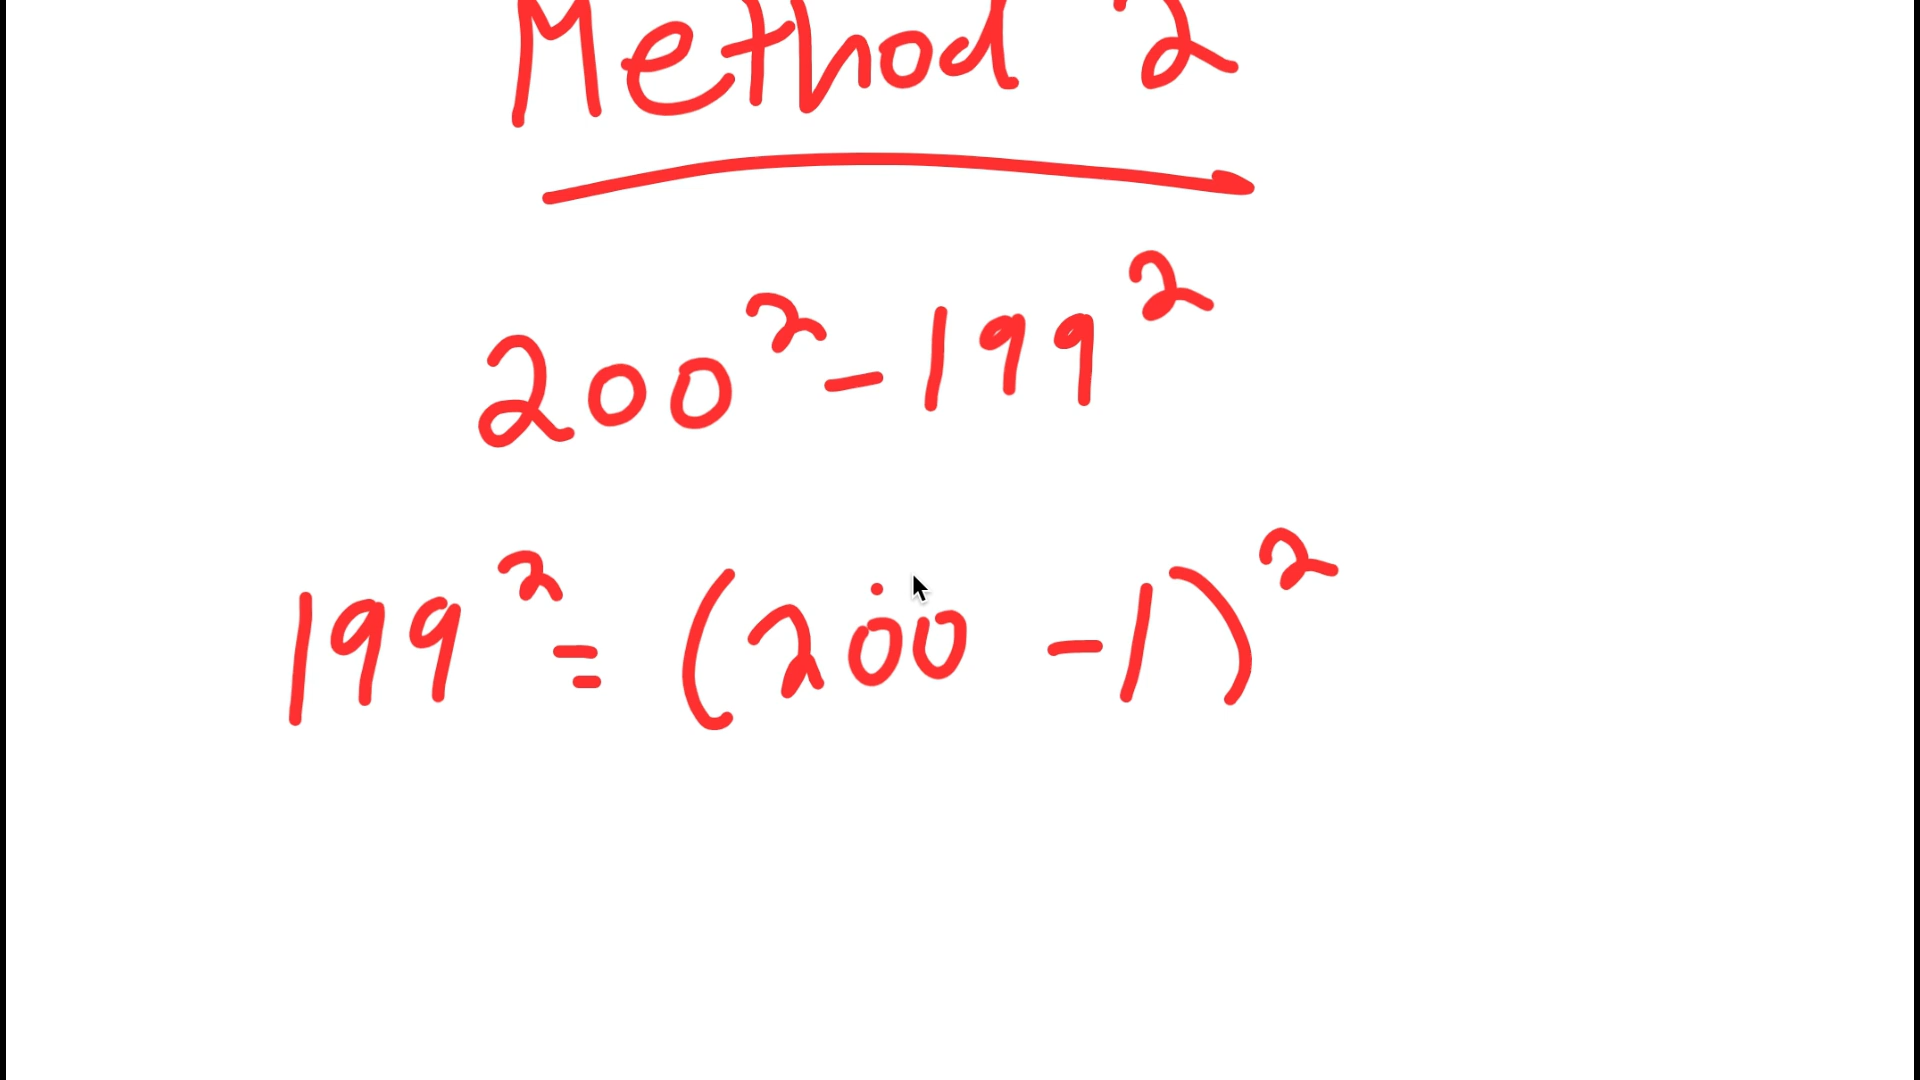 Method 2
200² - 199²
199² = (200 - 1)²